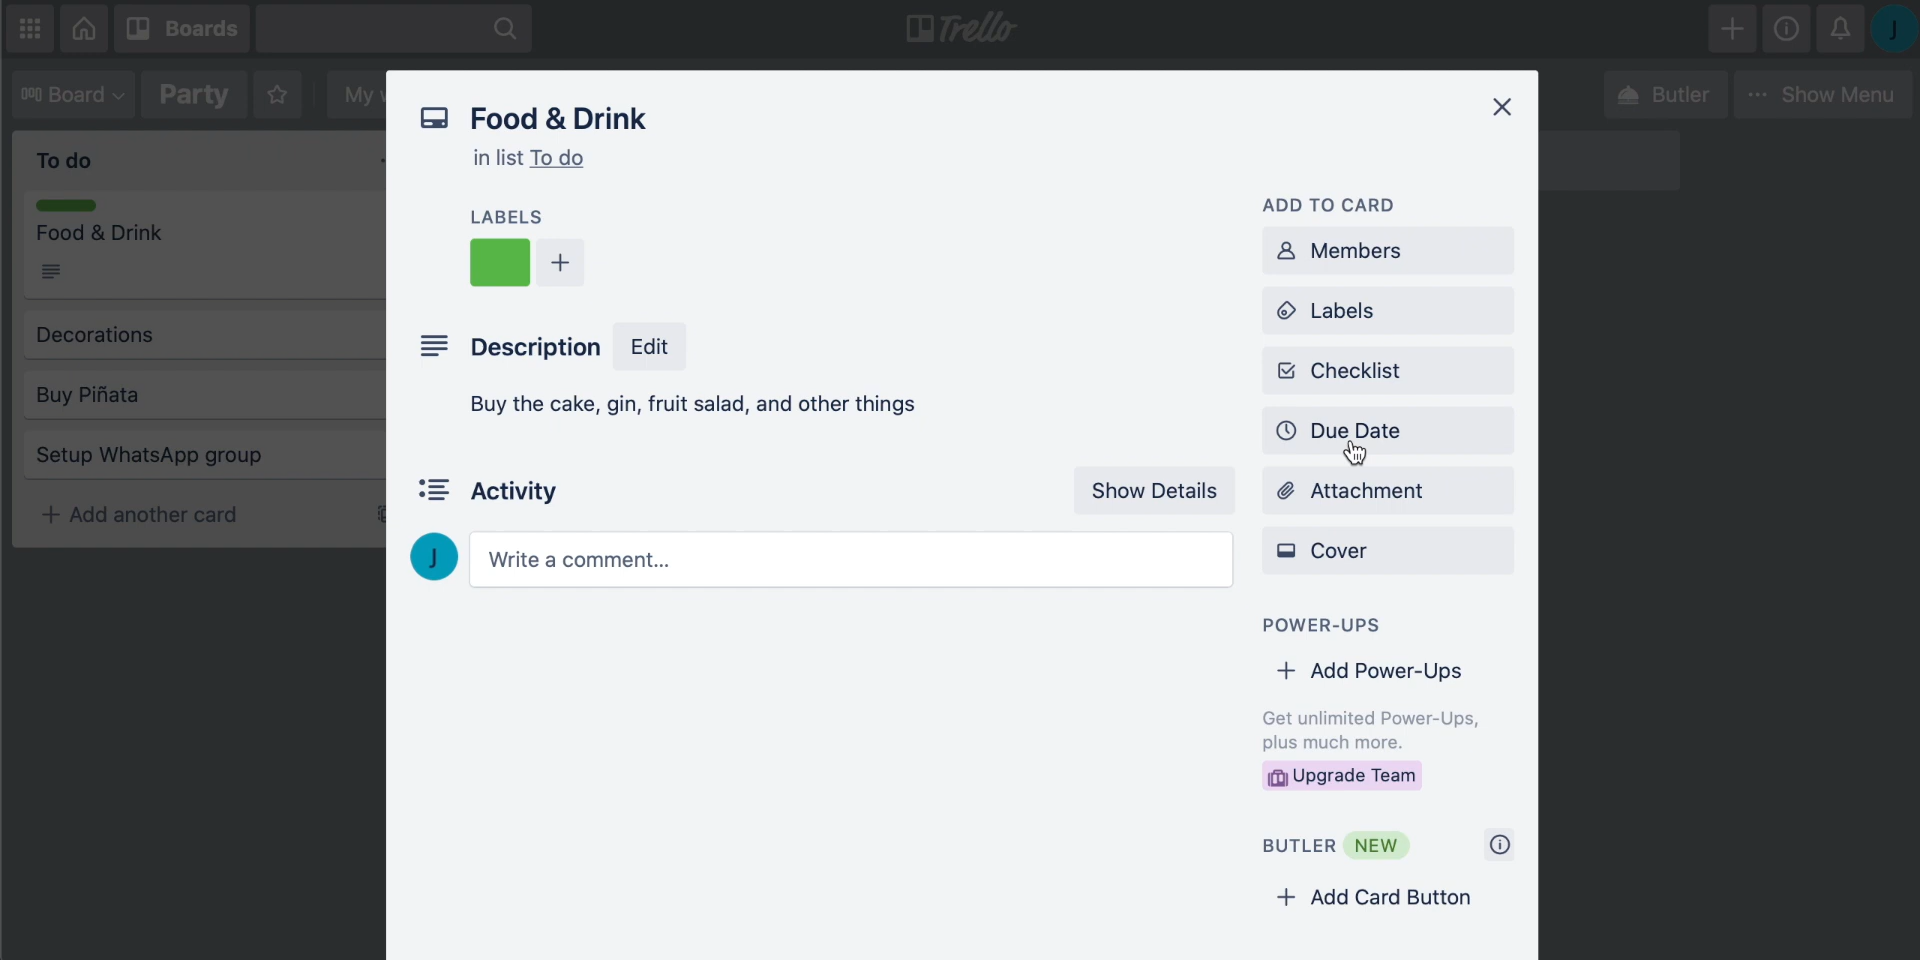 Boards
Trello
J
Board
Party
My
Butler
··· Show Menu
To do
Food & Drink
Decorations
Buy Piñata
Setup WhatsApp group
+ Add another card
Food & Drink
in list To do
LABELS
+
Description
Edit
Buy the cake, gin, fruit salad, and other things
Activity
Show Details
J
Write a comment...
ADD TO CARD
Members
Labels
Checklist
Due Date
Attachment
Cover
POWER-UPS
+ Add Power-Ups
Get unlimited Power-Ups,
plus much more.
Upgrade Team
BUTLER NEW
+ Add Card Button